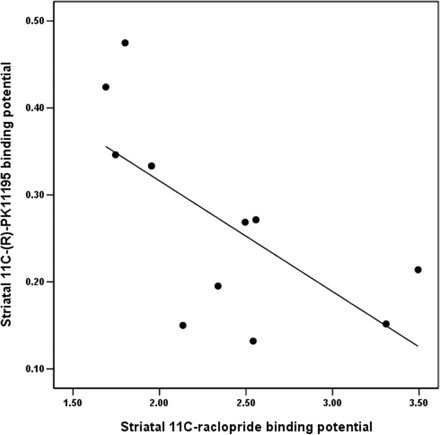 Striatal 11C-(R)-PK11195 binding potential
0.50
0.40
0.30
0.20
0.10
1.50 2.00 2.50 3.00 3.50
Striatal 11C-raclopride binding potential